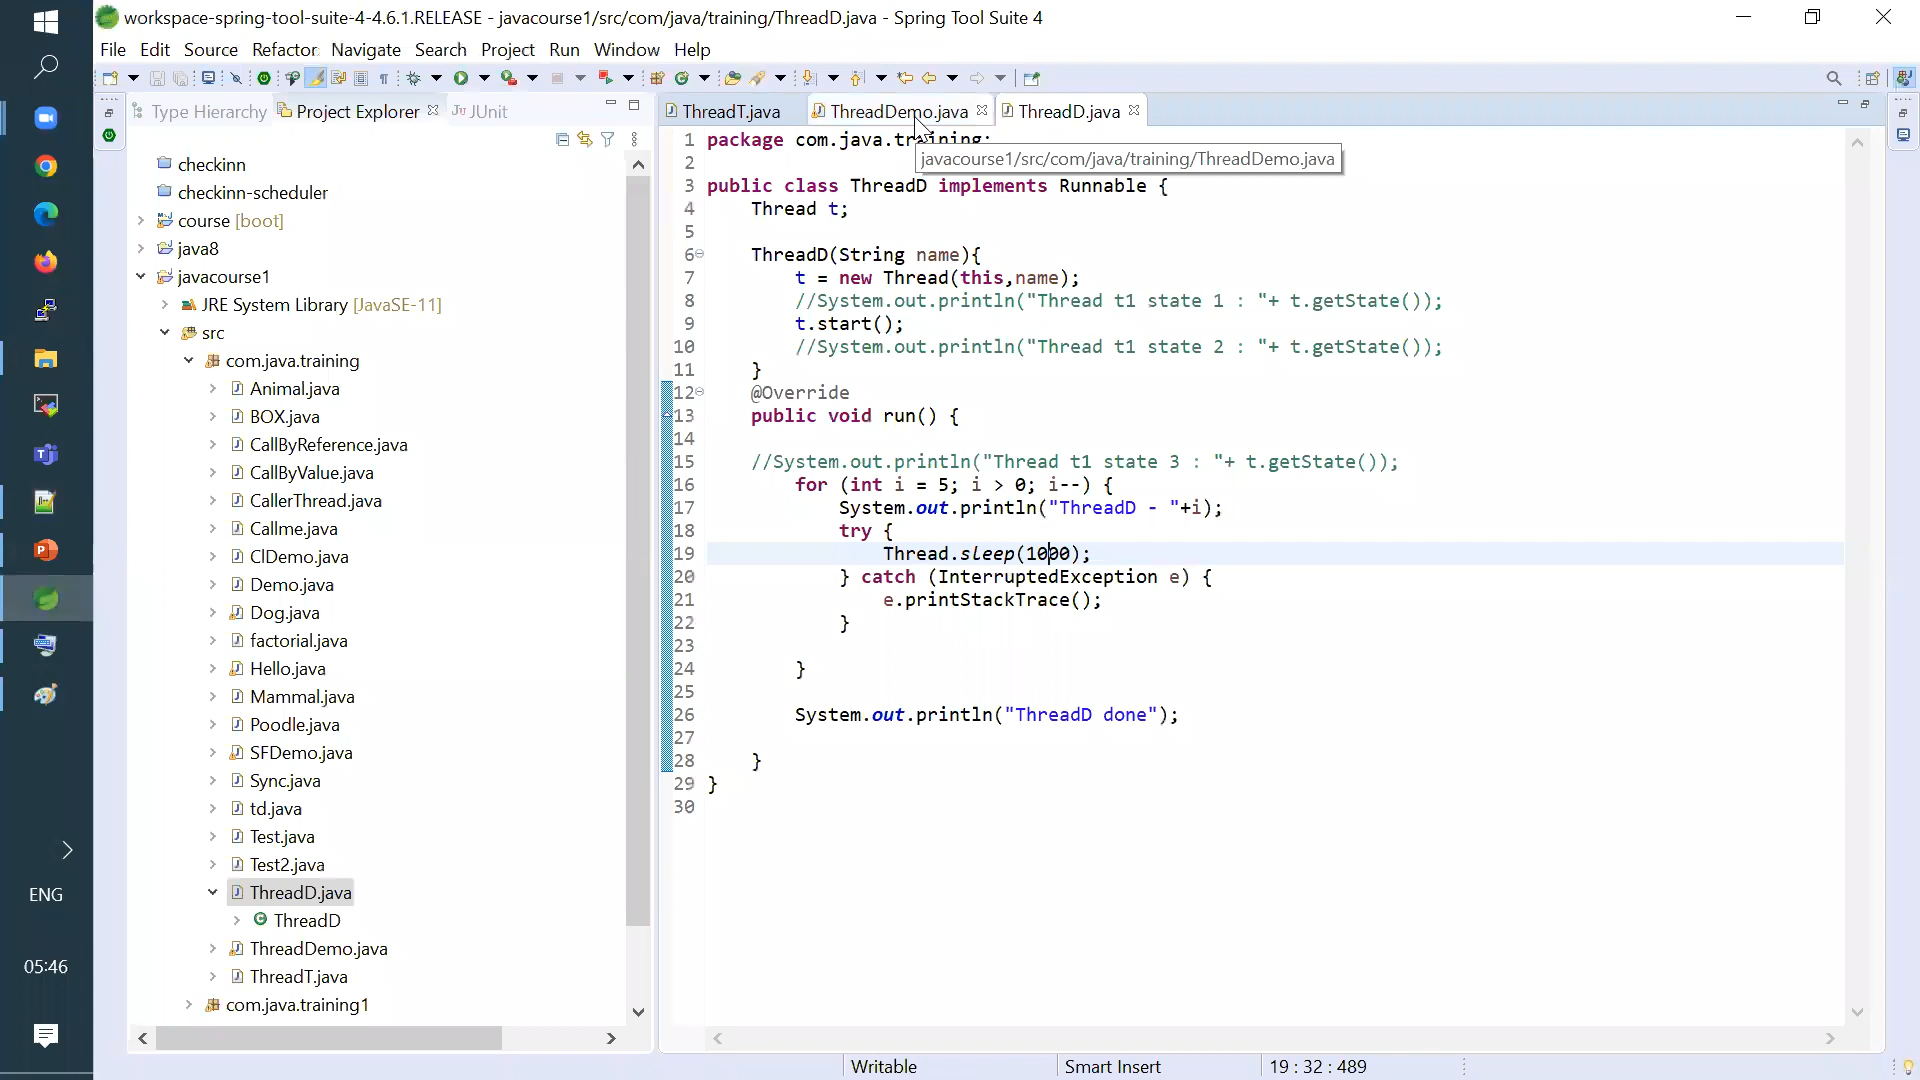 workspace-spring-tool-suite-4-4.6.1.RELEASE - javacourse1/src/com/java/training/ThreadD.java - Spring Tool Suite 4
File Edit Source Refactor Navigate Search Project Run Window Help
Type Hierarchy Project Explorer JUnit
ThreadT.java ThreadDemo.java ThreadD.java
javacourse1/src/com/java/training/ThreadDemo.java
checkinn
checkinn-scheduler
course [boot]
java8
javacourse1
JRE System Library [JavaSE-11]
src
com.java.training
Animal.java
BOX.java
CallByReference.java
CallByValue.java
CallerThread.java
Callme.java
ClDemo.java
Demo.java
Dog.java
factorial.java
Hello.java
Mammal.java
Poodle.java
SFDemo.java
Sync.java
td.java
Test.java
Test2.java
ThreadD.java
ThreadD
ThreadDemo.java
ThreadT.java
com.java.training1
1 package com.java.training;
2
3 public class ThreadD implements Runnable {
4 Thread t;
5
6 ThreadD(String name){
7 t = new Thread(this,name);
8 //System.out.println("Thread t1 state 1 : "+ t.getState());
9 t.start();
10 //System.out.println("Thread t1 state 2 : "+ t.getState());
11 }
12 @Override
13 public void run() {
14
15 //System.out.println("Thread t1 state 3 : "+ t.getState());
16 for (int i = 5; i > 0; i--) {
17 System.out.println("ThreadD - "+i);
18 try {
19 Thread.sleep(1000);
20 } catch (InterruptedException e) {
21 e.printStackTrace();
22 }
23
24 }
25
26 System.out.println("ThreadD done");
27
28 }
29 }
30
ENG
05:46
Writable Smart Insert 19 : 32 : 489